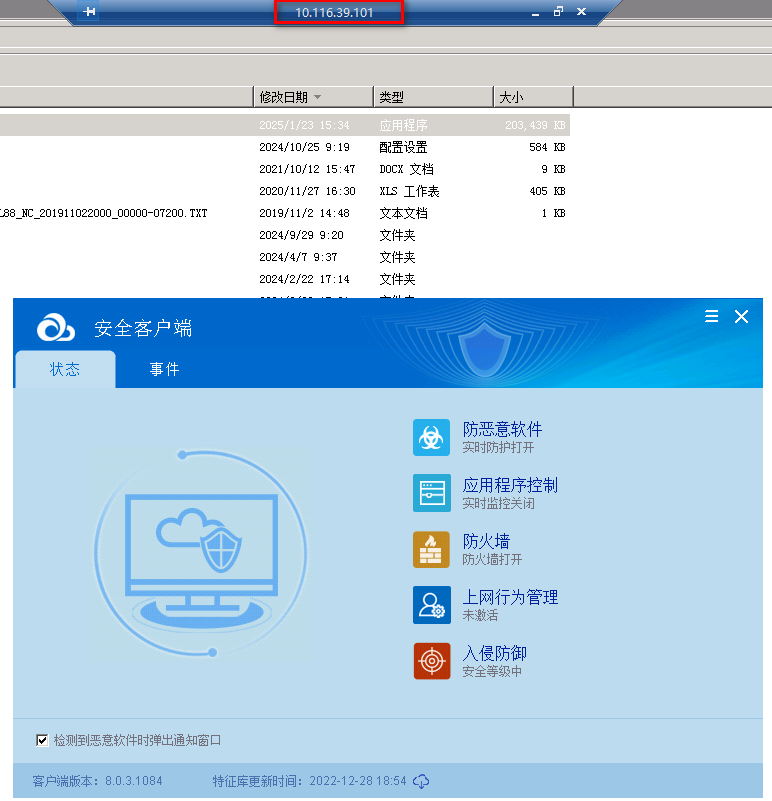 10.116.39.101
修改日期 类型 大小
2025/1/23 15:34 应用程序 203,439 KB
2024/10/25 9:19 配置设置 584 KB
2021/10/12 15:47 DOCX 文档 9 KB
2020/11/27 16:30 XLS 工作表 405 KB
L88_NC_201911022000_00000-07200.TXT 2019/11/2 14:48 文本文档 1 KB
2024/9/29 9:20 文件夹
2024/4/7 9:37 文件夹
2024/2/22 17:14 文件夹
安全客户端
状态 事件
防恶意软件
实时防护打开
应用程序控制
实时监控关闭
防火墙
防火墙打开
上网行为管理
未激活
入侵防御
安全等级中
检测到恶意软件时弹出通知窗口
客户端版本: 8.0.3.1084 特征库更新时间: 2022-12-28 18:54